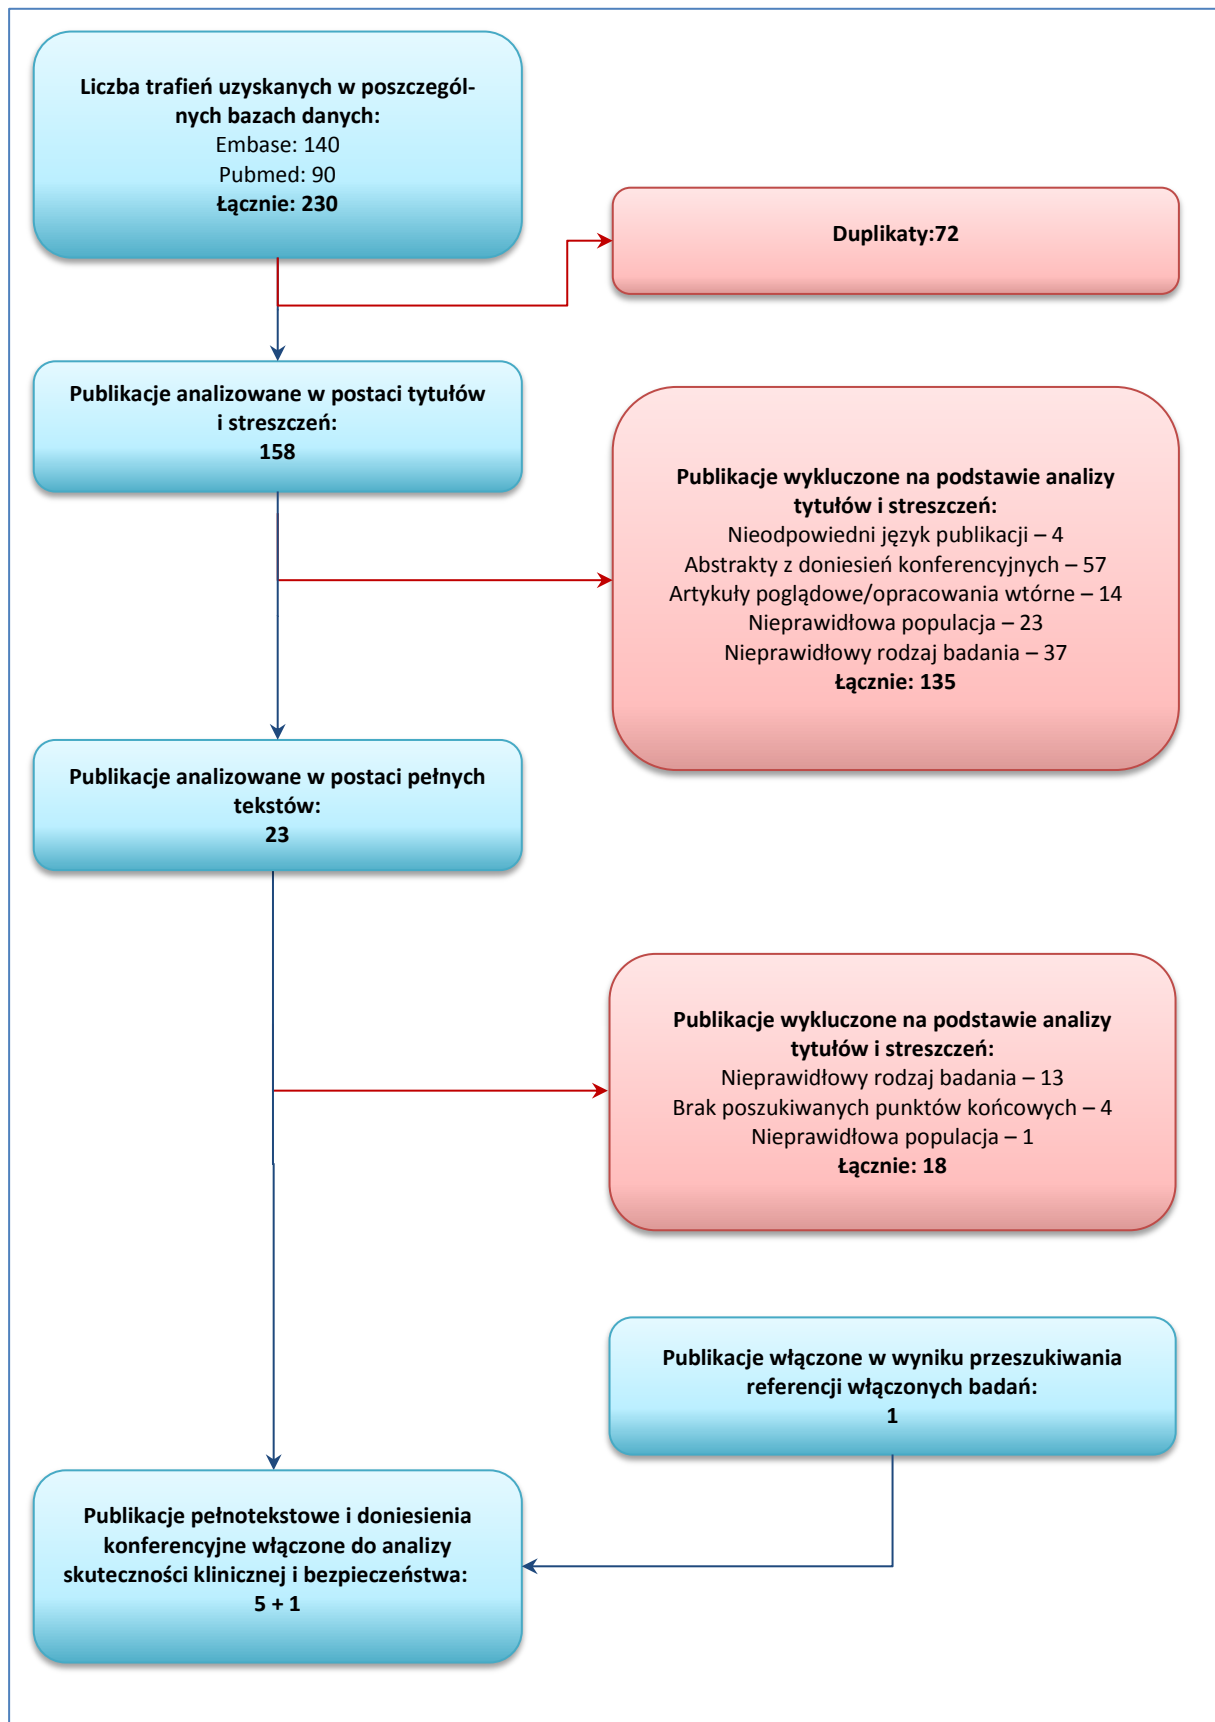 Liczba trafień uzyskanych w poszczegól-
nych bazach danych:
Embase: 140
Pubmed: 90
Łącznie: 230
Duplikaty:72
Publikacje analizowane w postaci tytułów
i streszczeń:
158
Publikacje wykluczone na podstawie analizy
tytułów i streszczeń:
Nieodpowiedni język publikacji – 4
Abstrakty z doniesień konferencyjnych – 57
Artykuły poglądowe/opracowania wtórne – 14
Nieprawidłowa populacja – 23
Nieprawidłowy rodzaj badania – 37
Łącznie: 135
Publikacje analizowane w postaci pełnych
tekstów:
23
Publikacje wykluczone na podstawie analizy
tytułów i streszczeń:
Nieprawidłowy rodzaj badania – 13
Brak poszukiwanych punktów końcowych – 4
Nieprawidłowa populacja – 1
Łącznie: 18
Publikacje włączone w wyniku przeszukiwania
referencji włączonych badań:
1
Publikacje pełnotekstowe i doniesienia
konferencyjne włączone do analizy
skuteczności klinicznej i bezpieczeństwa:
5 + 1